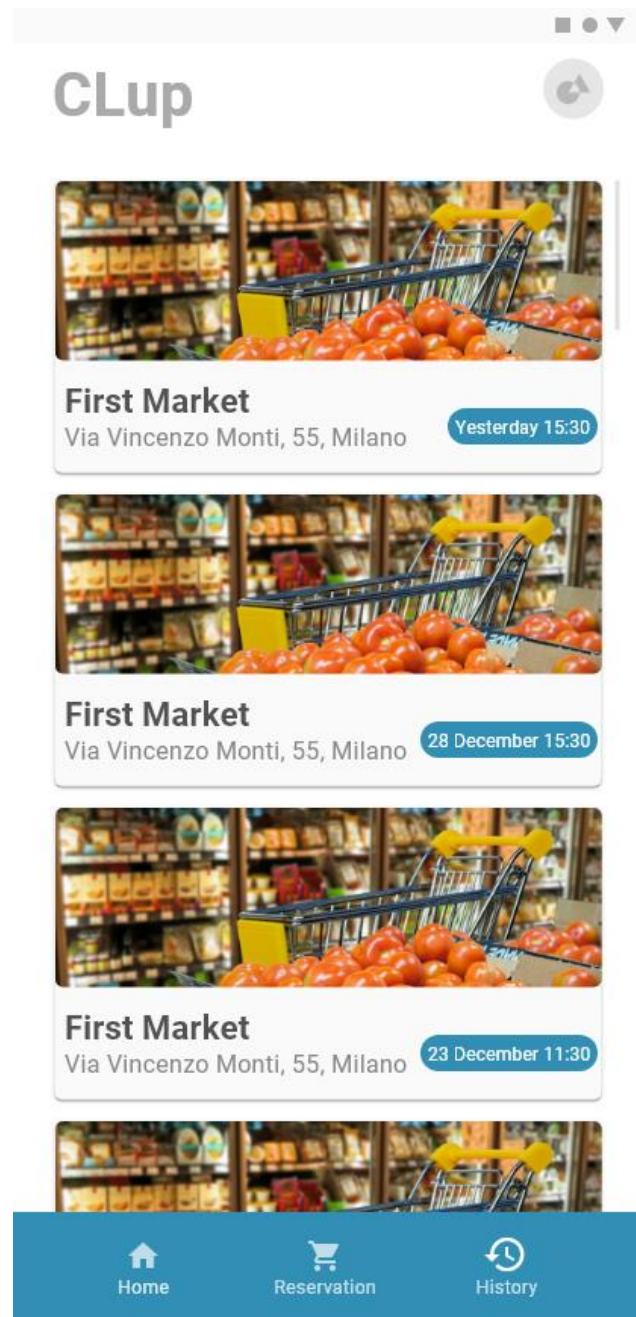 CLup
First Market
Via Vincenzo Monti, 55, Milano
Yesterday 15:30
First Market
Via Vincenzo Monti, 55, Milano
28 December 15:30
First Market
Via Vincenzo Monti, 55, Milano
23 December 11:30
Home
Reservation
History